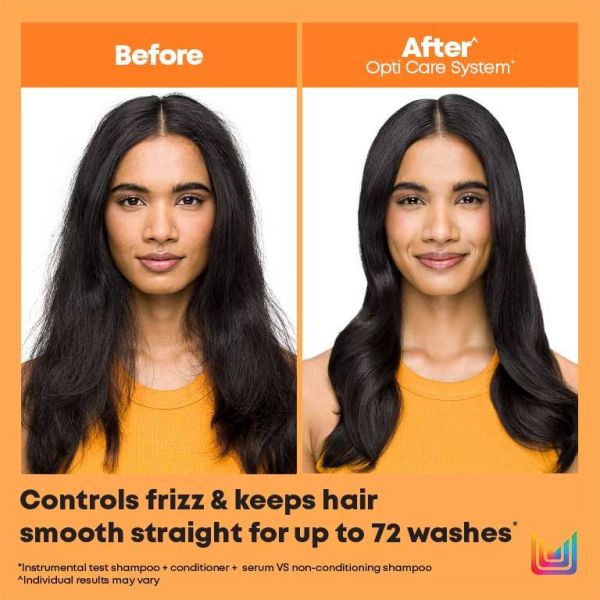 Before
After^
Opti Care System*
Controls frizz & keeps hair
smooth straight for up to 72 washes*
*Instrumental test shampoo + conditioner + serum VS non-conditioning shampoo
^Individual results may vary